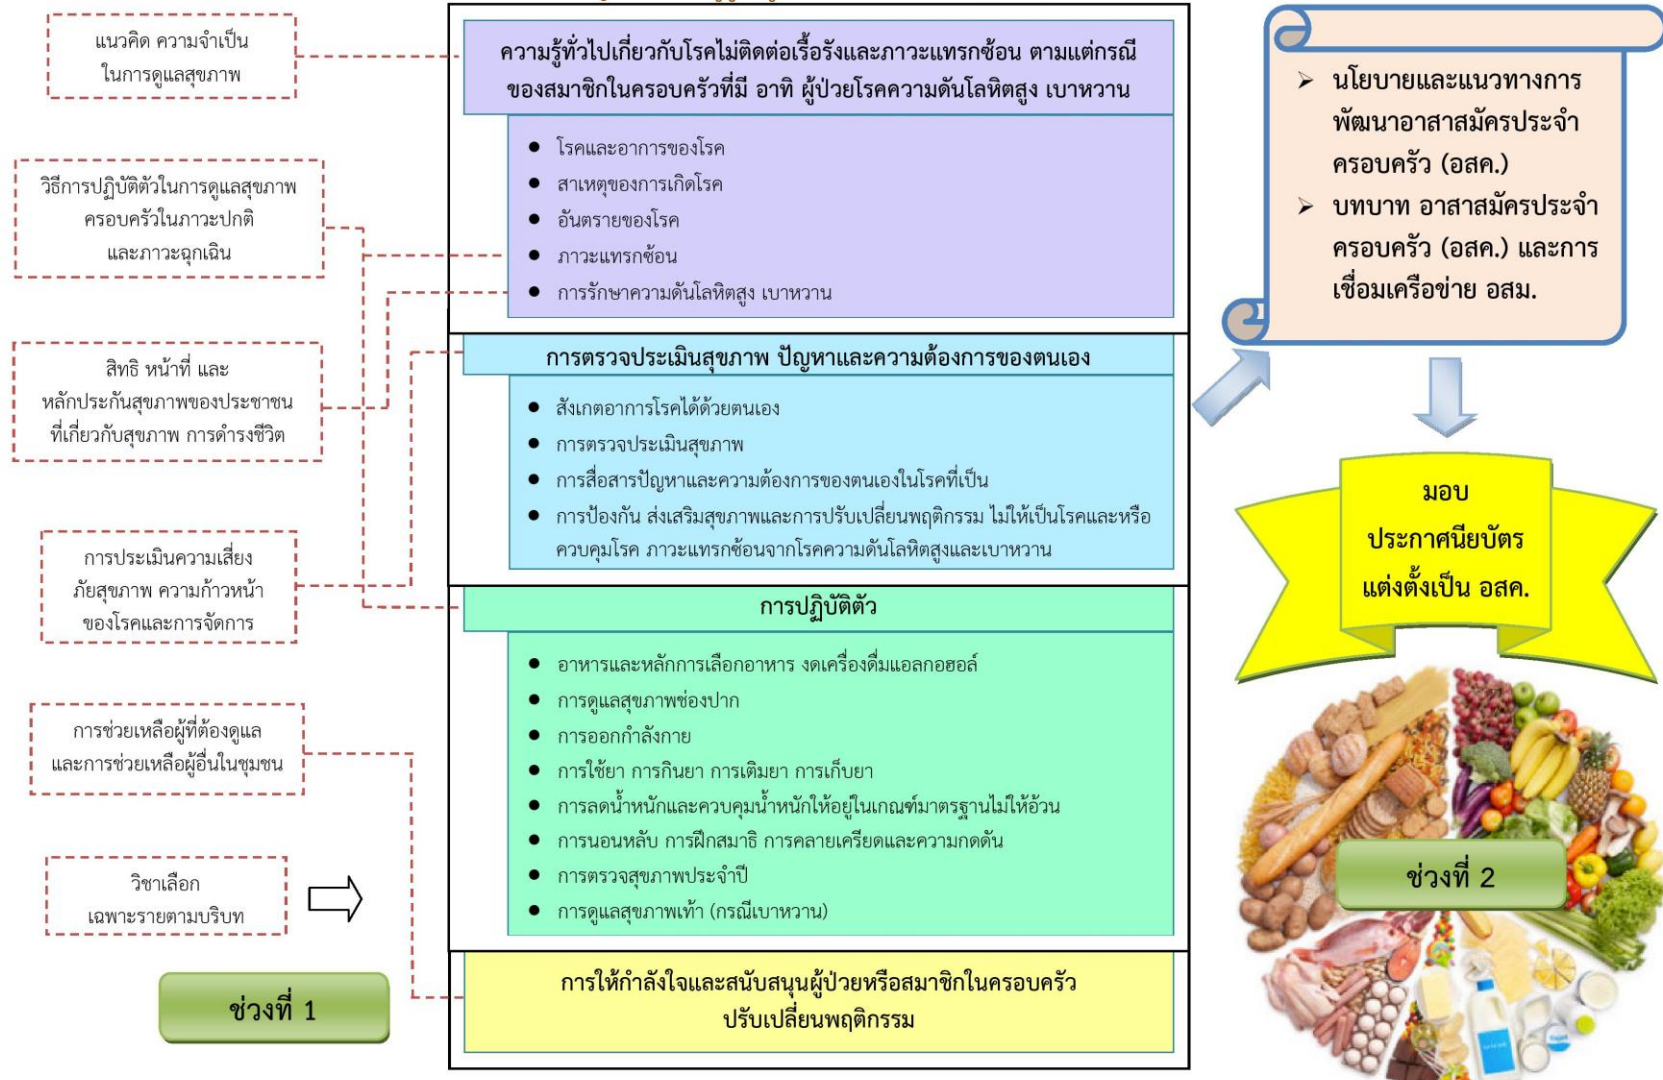 แนวคิด ความจำเป็น
ในการดูแลสุขภาพ
วิธีการปฏิบัติตัวในการดูแลสุขภาพ
ครอบครัวในภาวะปกติ
และภาวะฉุกเฉิน
สิทธิ หน้าที่ และ
หลักประกันสุขภาพของประชาชน
ที่เกี่ยวกับสุขภาพ การดำรงชีวิต
การประเมินความเสี่ยง
ภัยสุขภาพ ความก้าวหน้า
ของโรคและการจัดการ
การช่วยเหลือผู้ที่ต้องดูแล
และการช่วยเหลือผู้อื่นในชุมชน
วิชาเลือก
เฉพาะรายตามบริบท
ช่วงที่ 1
ความรู้ทั่วไปเกี่ยวกับโรคไม่ติดต่อเรื้อรังและภาวะแทรกซ้อน ตามแต่กรณี
ของสมาชิกในครอบครัวที่มี อาทิ ผู้ป่วยโรคความดันโลหิตสูง เบาหวาน
● โรคและอาการของโรค
● สาเหตุของการเกิดโรค
● อันตรายของโรค
● ภาวะแทรกซ้อน
● การรักษาความดันโลหิตสูง เบาหวาน
การตรวจประเมินสุขภาพ ปัญหาและความต้องการของตนเอง
● สังเกตอาการโรคได้ด้วยตนเอง
● การตรวจประเมินสุขภาพ
● การสื่อสารปัญหาและความต้องการของตนเองในโรคที่เป็น
● การป้องกัน ส่งเสริมสุขภาพและการปรับเปลี่ยนพฤติกรรม ไม่ให้เป็นโรคและหรือ
ควบคุมโรค ภาวะแทรกซ้อนจากโรคความดันโลหิตสูงและเบาหวาน
การปฏิบัติตัว
● อาหารและหลักการเลือกอาหาร งดเครื่องดื่มแอลกอฮอล์
● การดูแลสุขภาพช่องปาก
● การออกกำลังกาย
● การใช้ยา การกินยา การเติมยา การเก็บยา
● การลดน้ำหนักและควบคุมน้ำหนักให้อยู่ในเกณฑ์มาตรฐานไม่ให้อ้วน
● การนอนหลับ การฝึกสมาธิ การคลายเครียดและความกดดัน
● การตรวจสุขภาพประจำปี
● การดูแลสุขภาพเท้า (กรณีเบาหวาน)
การให้กำลังใจและสนับสนุนผู้ป่วยหรือสมาชิกในครอบครัว
ปรับเปลี่ยนพฤติกรรม
➢ นโยบายและแนวทางการ
พัฒนาอาสาสมัครประจำ
ครอบครัว (อสค.)
➢ บทบาท อาสาสมัครประจำ
ครอบครัว (อสค.) และการ
เชื่อมเครือข่าย อสม.
มอบ
ประกาศนียบัตร
แต่งตั้งเป็น อสค.
ช่วงที่ 2